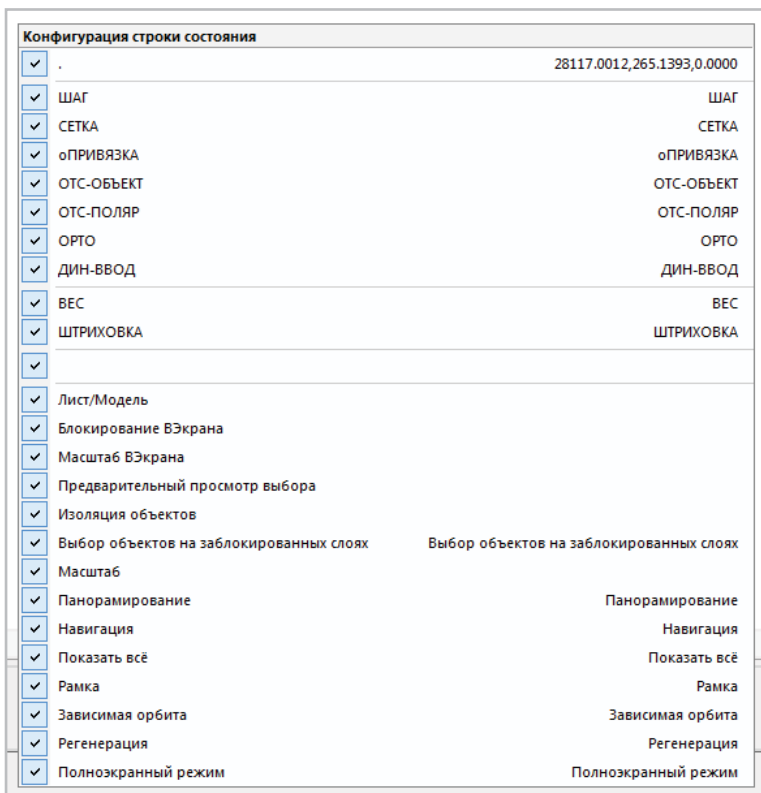 Конфигурация строки состояния
. 28117.0012,265.1393,0.0000
ШАГ ШАГ
СЕТКА СЕТКА
оПРИВЯЗКА оПРИВЯЗКА
ОТС-ОБЪЕКТ ОТС-ОБЪЕКТ
ОТС-ПОЛЯР ОТС-ПОЛЯР
ОРТО ОРТО
ДИН-ВВОД ДИН-ВВОД
ВЕС ВЕС
ШТРИХОВКА ШТРИХОВКА
Лист/Модель
Блокирование ВЭкрана
Масштаб ВЭкрана
Предварительный просмотр выбора
Изоляция объектов
Выбор объектов на заблокированных слоях Выбор объектов на заблокированных слоях
Масштаб
Панорамирование Панорамирование
Навигация Навигация
Показать всё Показать всё
Рамка Рамка
Зависимая орбита Зависимая орбита
Регенерация Регенерация
Полноэкранный режим Полноэкранный режим